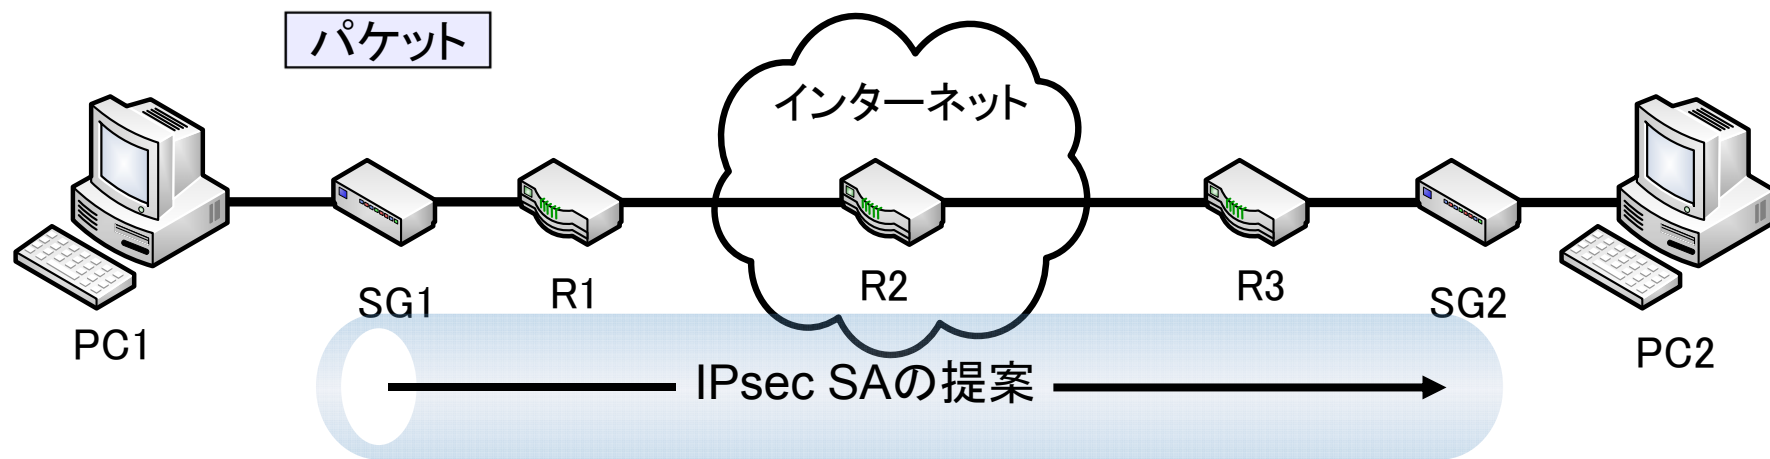 パケット
インターネット
PC1
SG1
R1
R2
R3
SG2
PC2
IPsec SAの提案